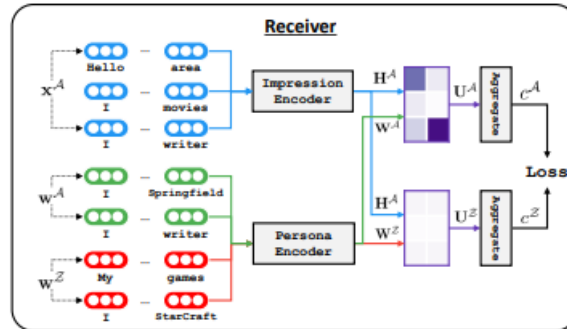 Receiver
Hello — area
x^𝒜 I — movies
I — writer
Impression Encoder
H^𝒜
W^𝒜
U^𝒜
Aggregate
c^𝒜
Loss
w^𝒜 I — Springfield
I — writer
Persona Encoder
H^𝒜
W^𝒵
U^𝒵
Aggregate
c^𝒵
w^𝒵 My — games
I — StarCraft